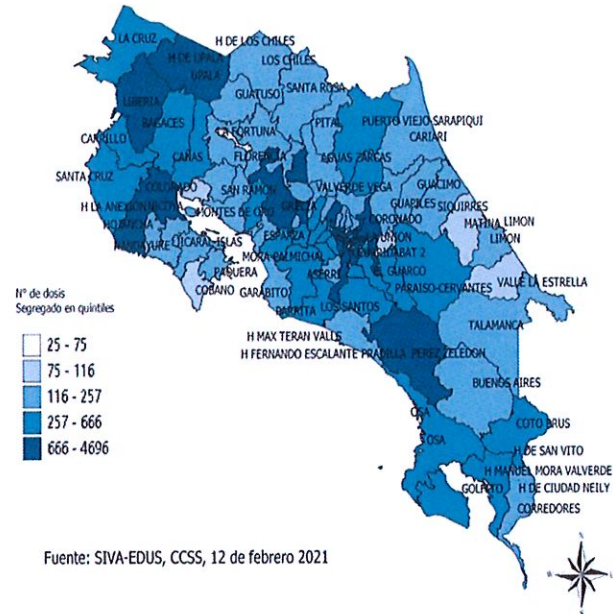 LA CRUZ
H DE LOS CHILES
LOS CHILES
H DE UPALA
UPALA
SANTA ROSA
GUATUSO
LIBERIA
PITAL
PUERTO VIEJO-SARAPIQUI
BAGACES
CARIARI
LA FORTUNA
CARRILLO
CAÑAS
FLORENCIA
AGUAS ZARCAS
SANTA CRUZ
COLORADO
SAN RAMON
VALVERDE VEGA
GUACIMO
H LA ANEXION NICOYA
GUAPILES
SIQUIRRES
MONTES DE ORO
GRECIA
CORONADO
MATINA
LIMON
HOJANCHA
ESPARZA
LA UNION
LIMON
NANDAYURE
JICARAL-ISLAS
CURRIDABAT 2
MORA-PALMICHAL
EL GUARCO
PAQUERA
ASERRI
VALLE LA ESTRELLA
COBANO
GARABITO
PARAISO-CERVANTES
Nº de dosis
Segregado en quintiles
PARRITA
LOS SANTOS
TALAMANCA
25 - 75
75 - 116
116 - 257
257 - 666
666 - 4696
H MAX TERAN VALLS
H FERNANDO ESCALANTE PRADILLA
PEREZ ZELEDON
BUENOS AIRES
OSA
COTO BRUS
OSA
H DE SAN VITO
H MANUEL MORA VALVERDE
GOLFITO
H DE CIUDAD NEILY
CORREDORES
Fuente: SIVA-EDUS, CCSS, 12 de febrero 2021